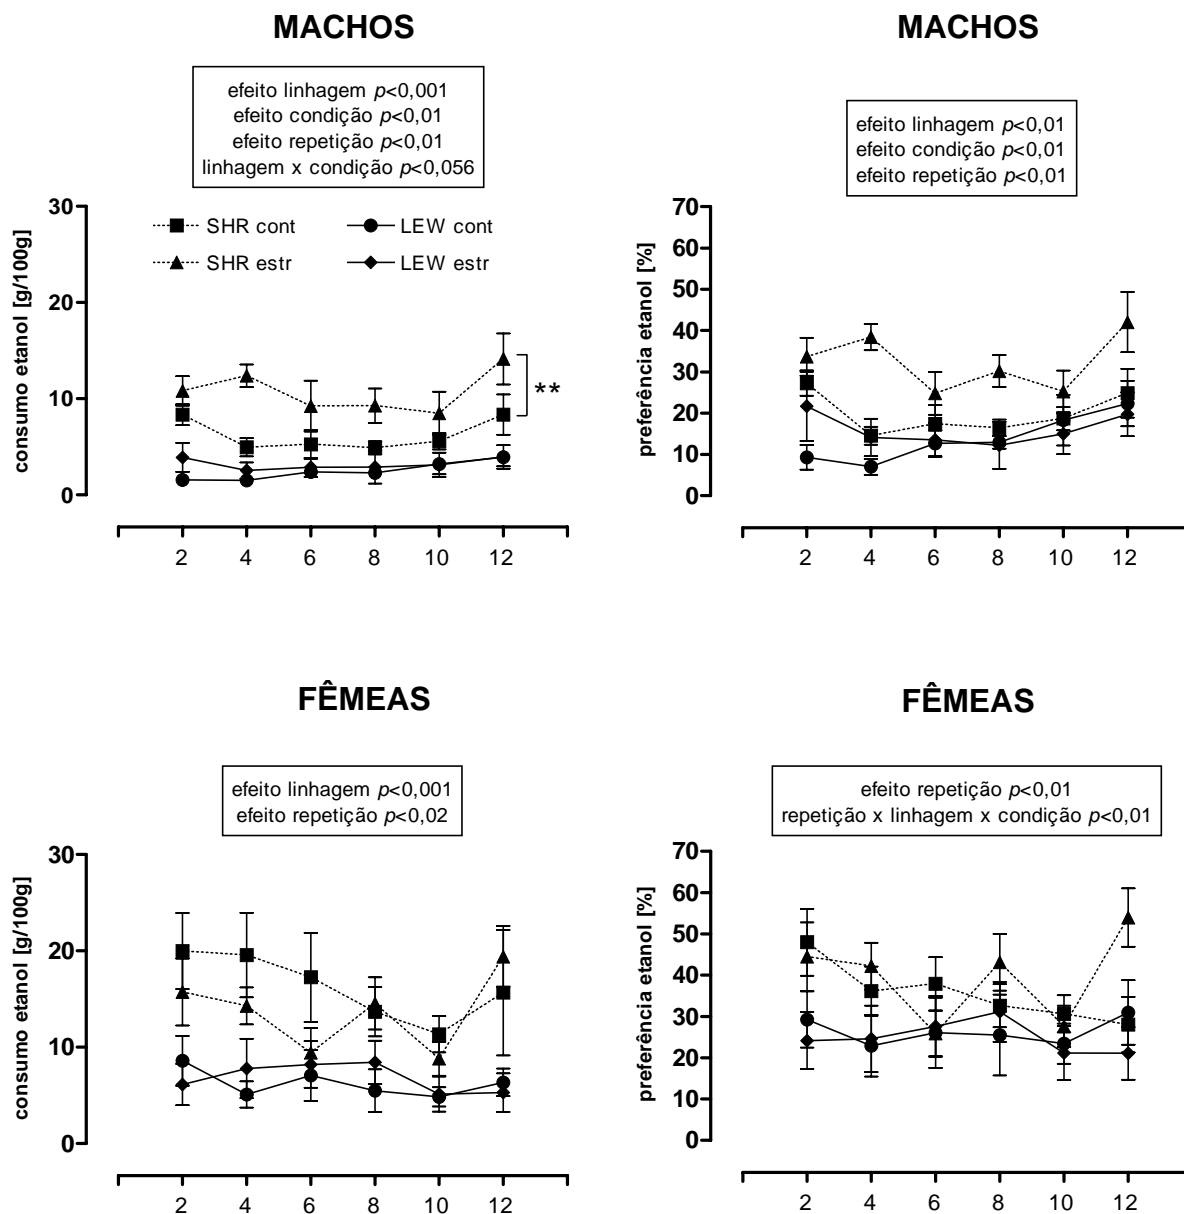 MACHOS
efeito linhagem p<0,001
efeito condição p<0,01
efeito repetição p<0,01
linhagem x condição p<0,056
consumo etanol [g/100g]
30
20
10
0
SHR cont
LEW cont
SHR estr
LEW estr
**
2 4 6 8 10 12
MACHOS
efeito linhagem p<0,01
efeito condição p<0,01
efeito repetição p<0,01
preferência etanol [%]
70
60
50
40
30
20
10
0
2 4 6 8 10 12
FÊMEAS
efeito linhagem p<0,001
efeito repetição p<0,02
consumo etanol [g/100g]
30
20
10
0
2 4 6 8 10 12
FÊMEAS
efeito repetição p<0,01
repetição x linhagem x condição p<0,01
preferência etanol [%]
70
60
50
40
30
20
10
0
2 4 6 8 10 12